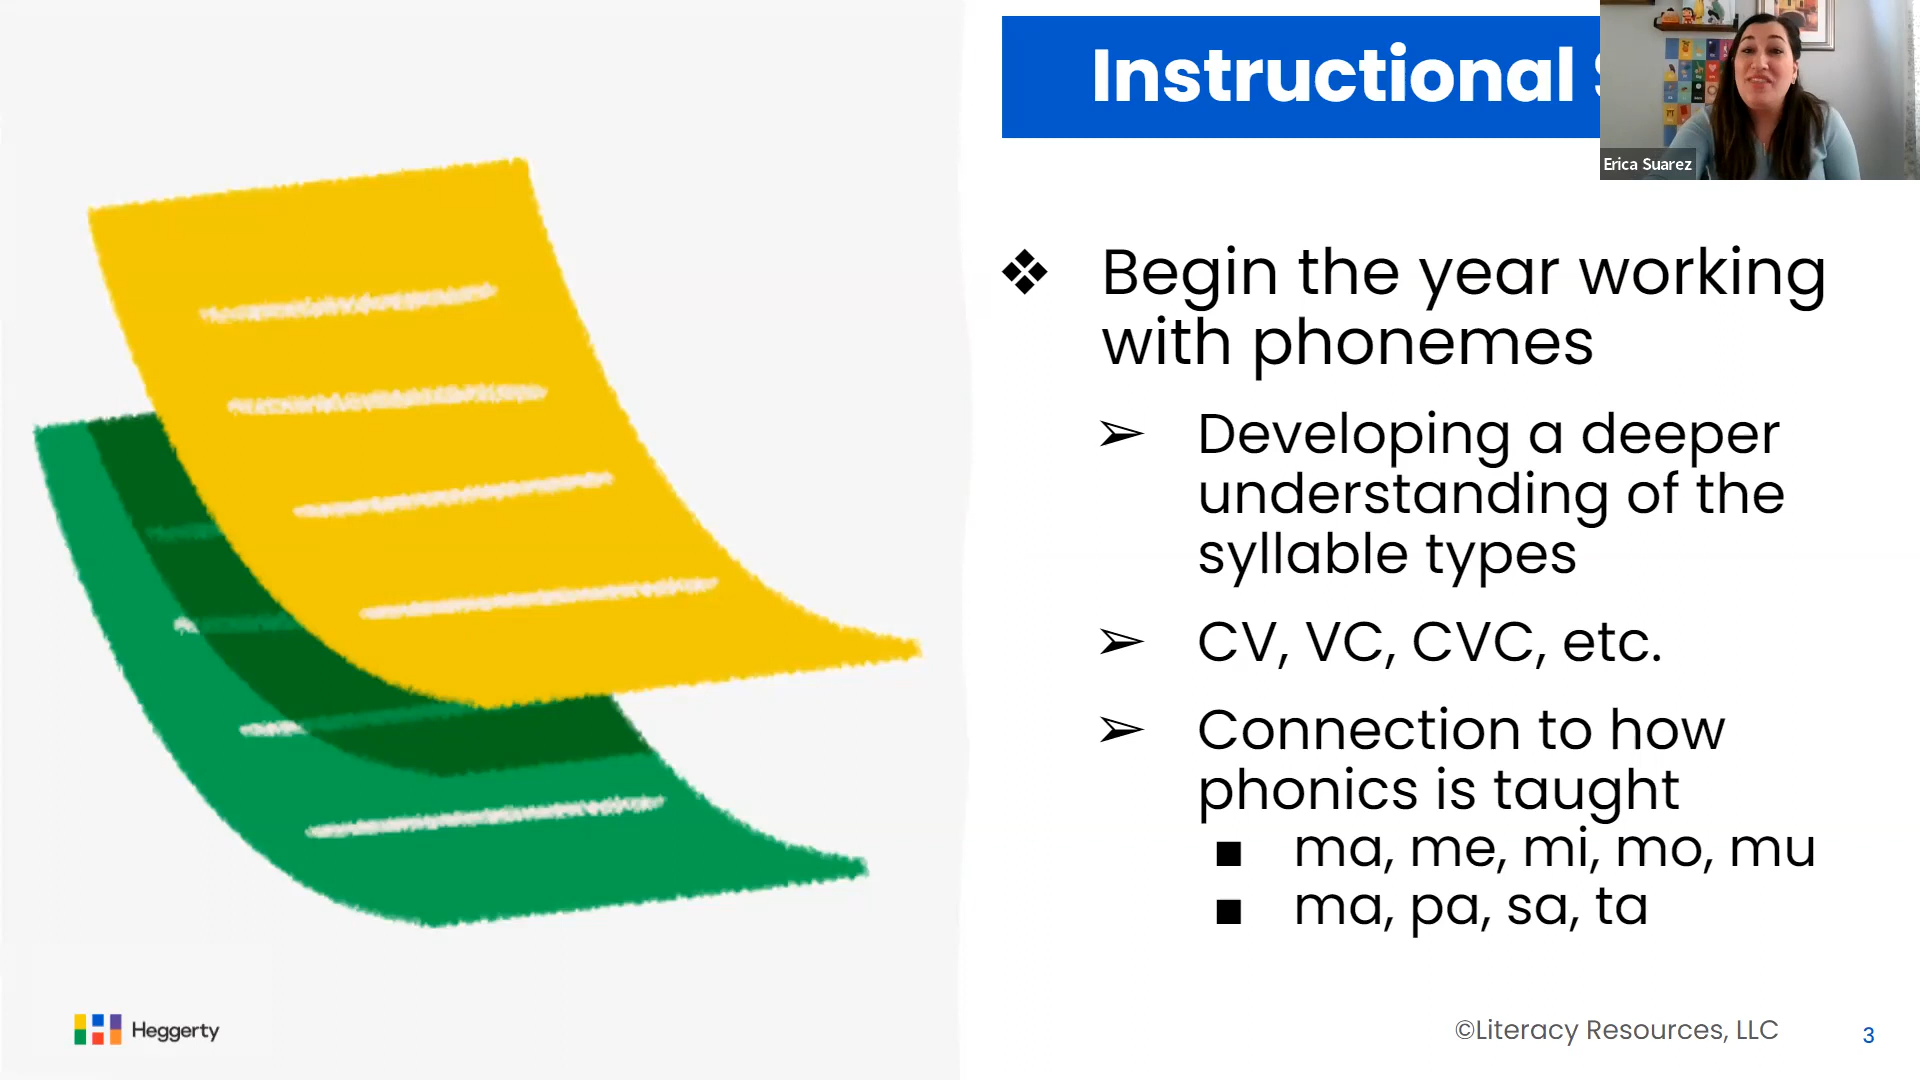 Instructional
Erica Suarez
❖ Begin the year working
with phonemes
➢ Developing a deeper
understanding of the
syllable types
➢ CV, VC, CVC, etc.
➢ Connection to how
phonics is taught
■ ma, me, mi, mo, mu
■ ma, pa, sa, ta
Heggerty
©Literacy Resources, LLC
3